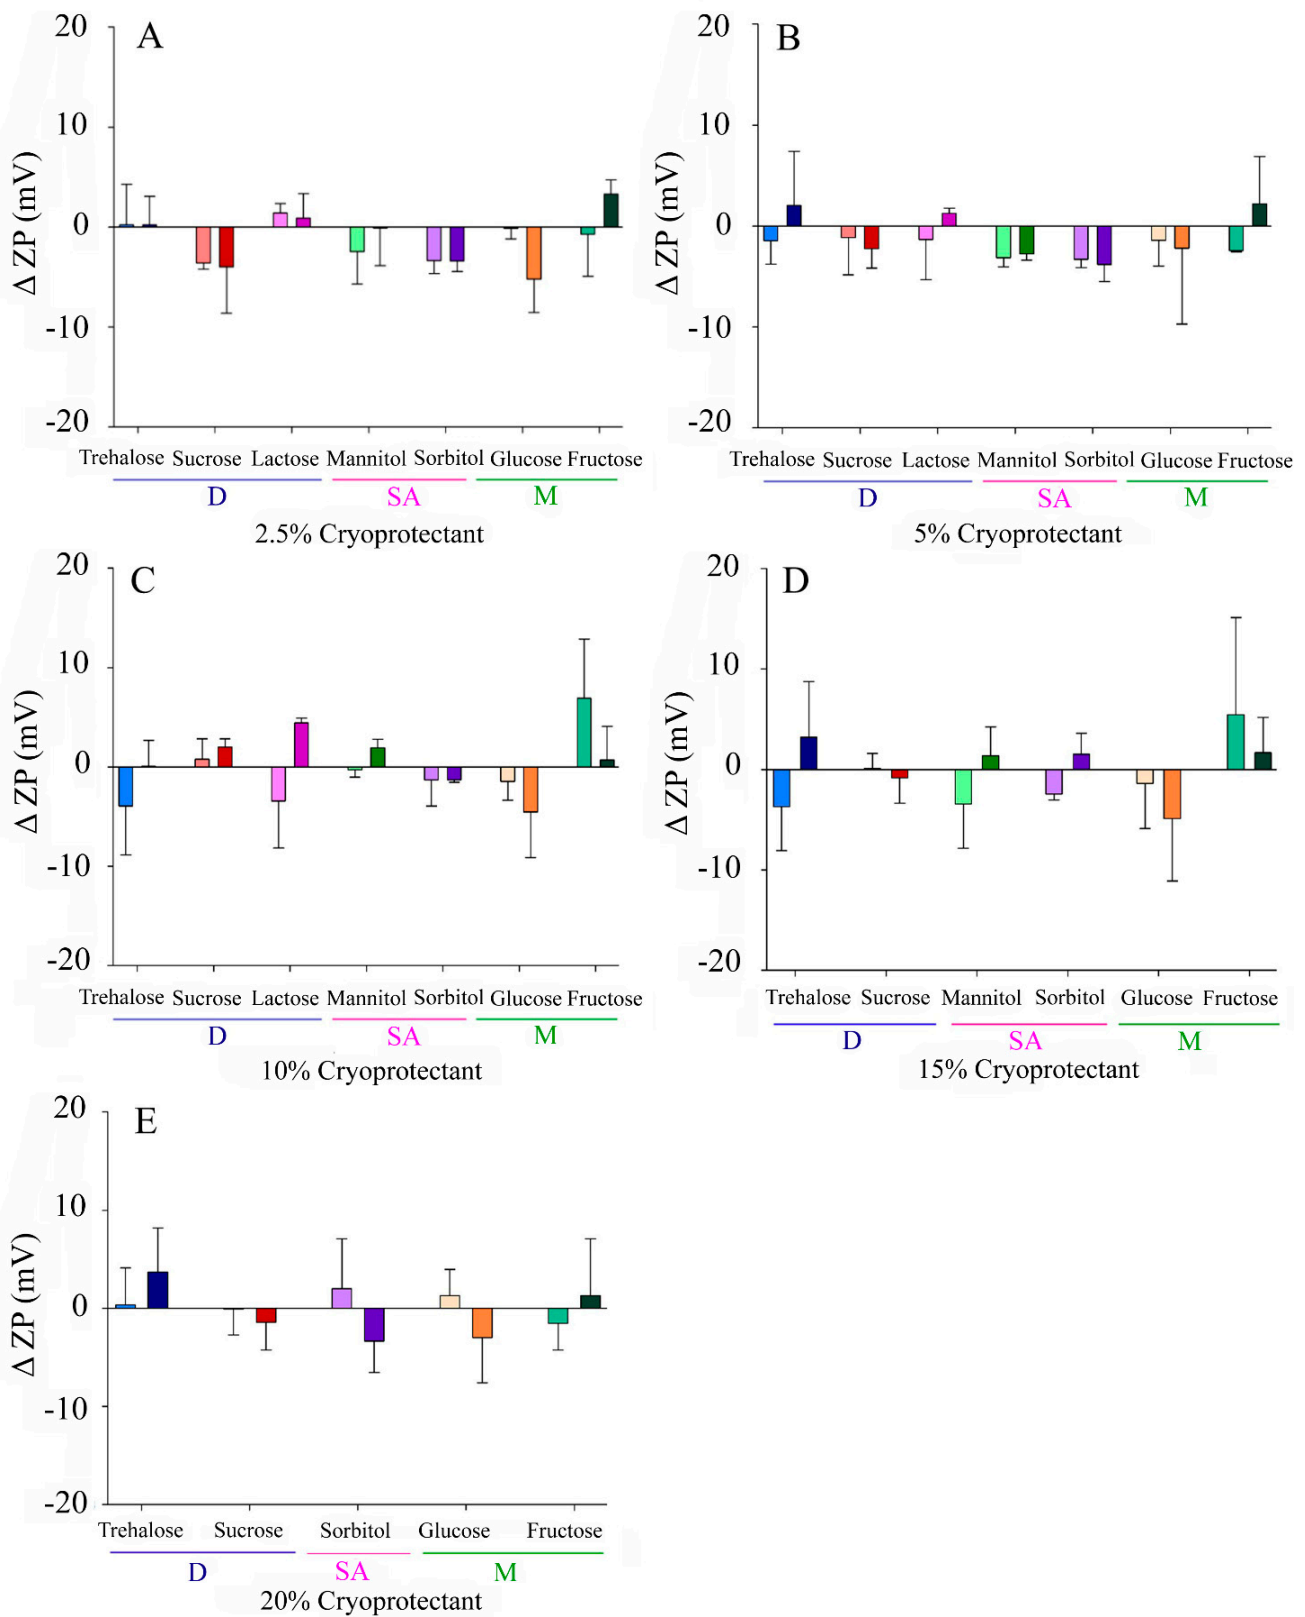 A
20
10
0
-10
-20
Δ ZP (mV)
Trehalose Sucrose Lactose Mannitol Sorbitol Glucose Fructose
D SA M
2.5% Cryoprotectant
B
20
10
0
-10
-20
Δ ZP (mV)
Trehalose Sucrose Lactose Mannitol Sorbitol Glucose Fructose
D SA M
5% Cryoprotectant
C
20
10
0
-10
-20
Δ ZP (mV)
Trehalose Sucrose Lactose Mannitol Sorbitol Glucose Fructose
D SA M
10% Cryoprotectant
D
20
10
0
-10
-20
Δ ZP (mV)
Trehalose Sucrose Mannitol Sorbitol Glucose Fructose
D SA M
15% Cryoprotectant
E
20
10
0
-10
-20
Δ ZP (mV)
Trehalose Sucrose Sorbitol Glucose Fructose
D SA M
20% Cryoprotectant